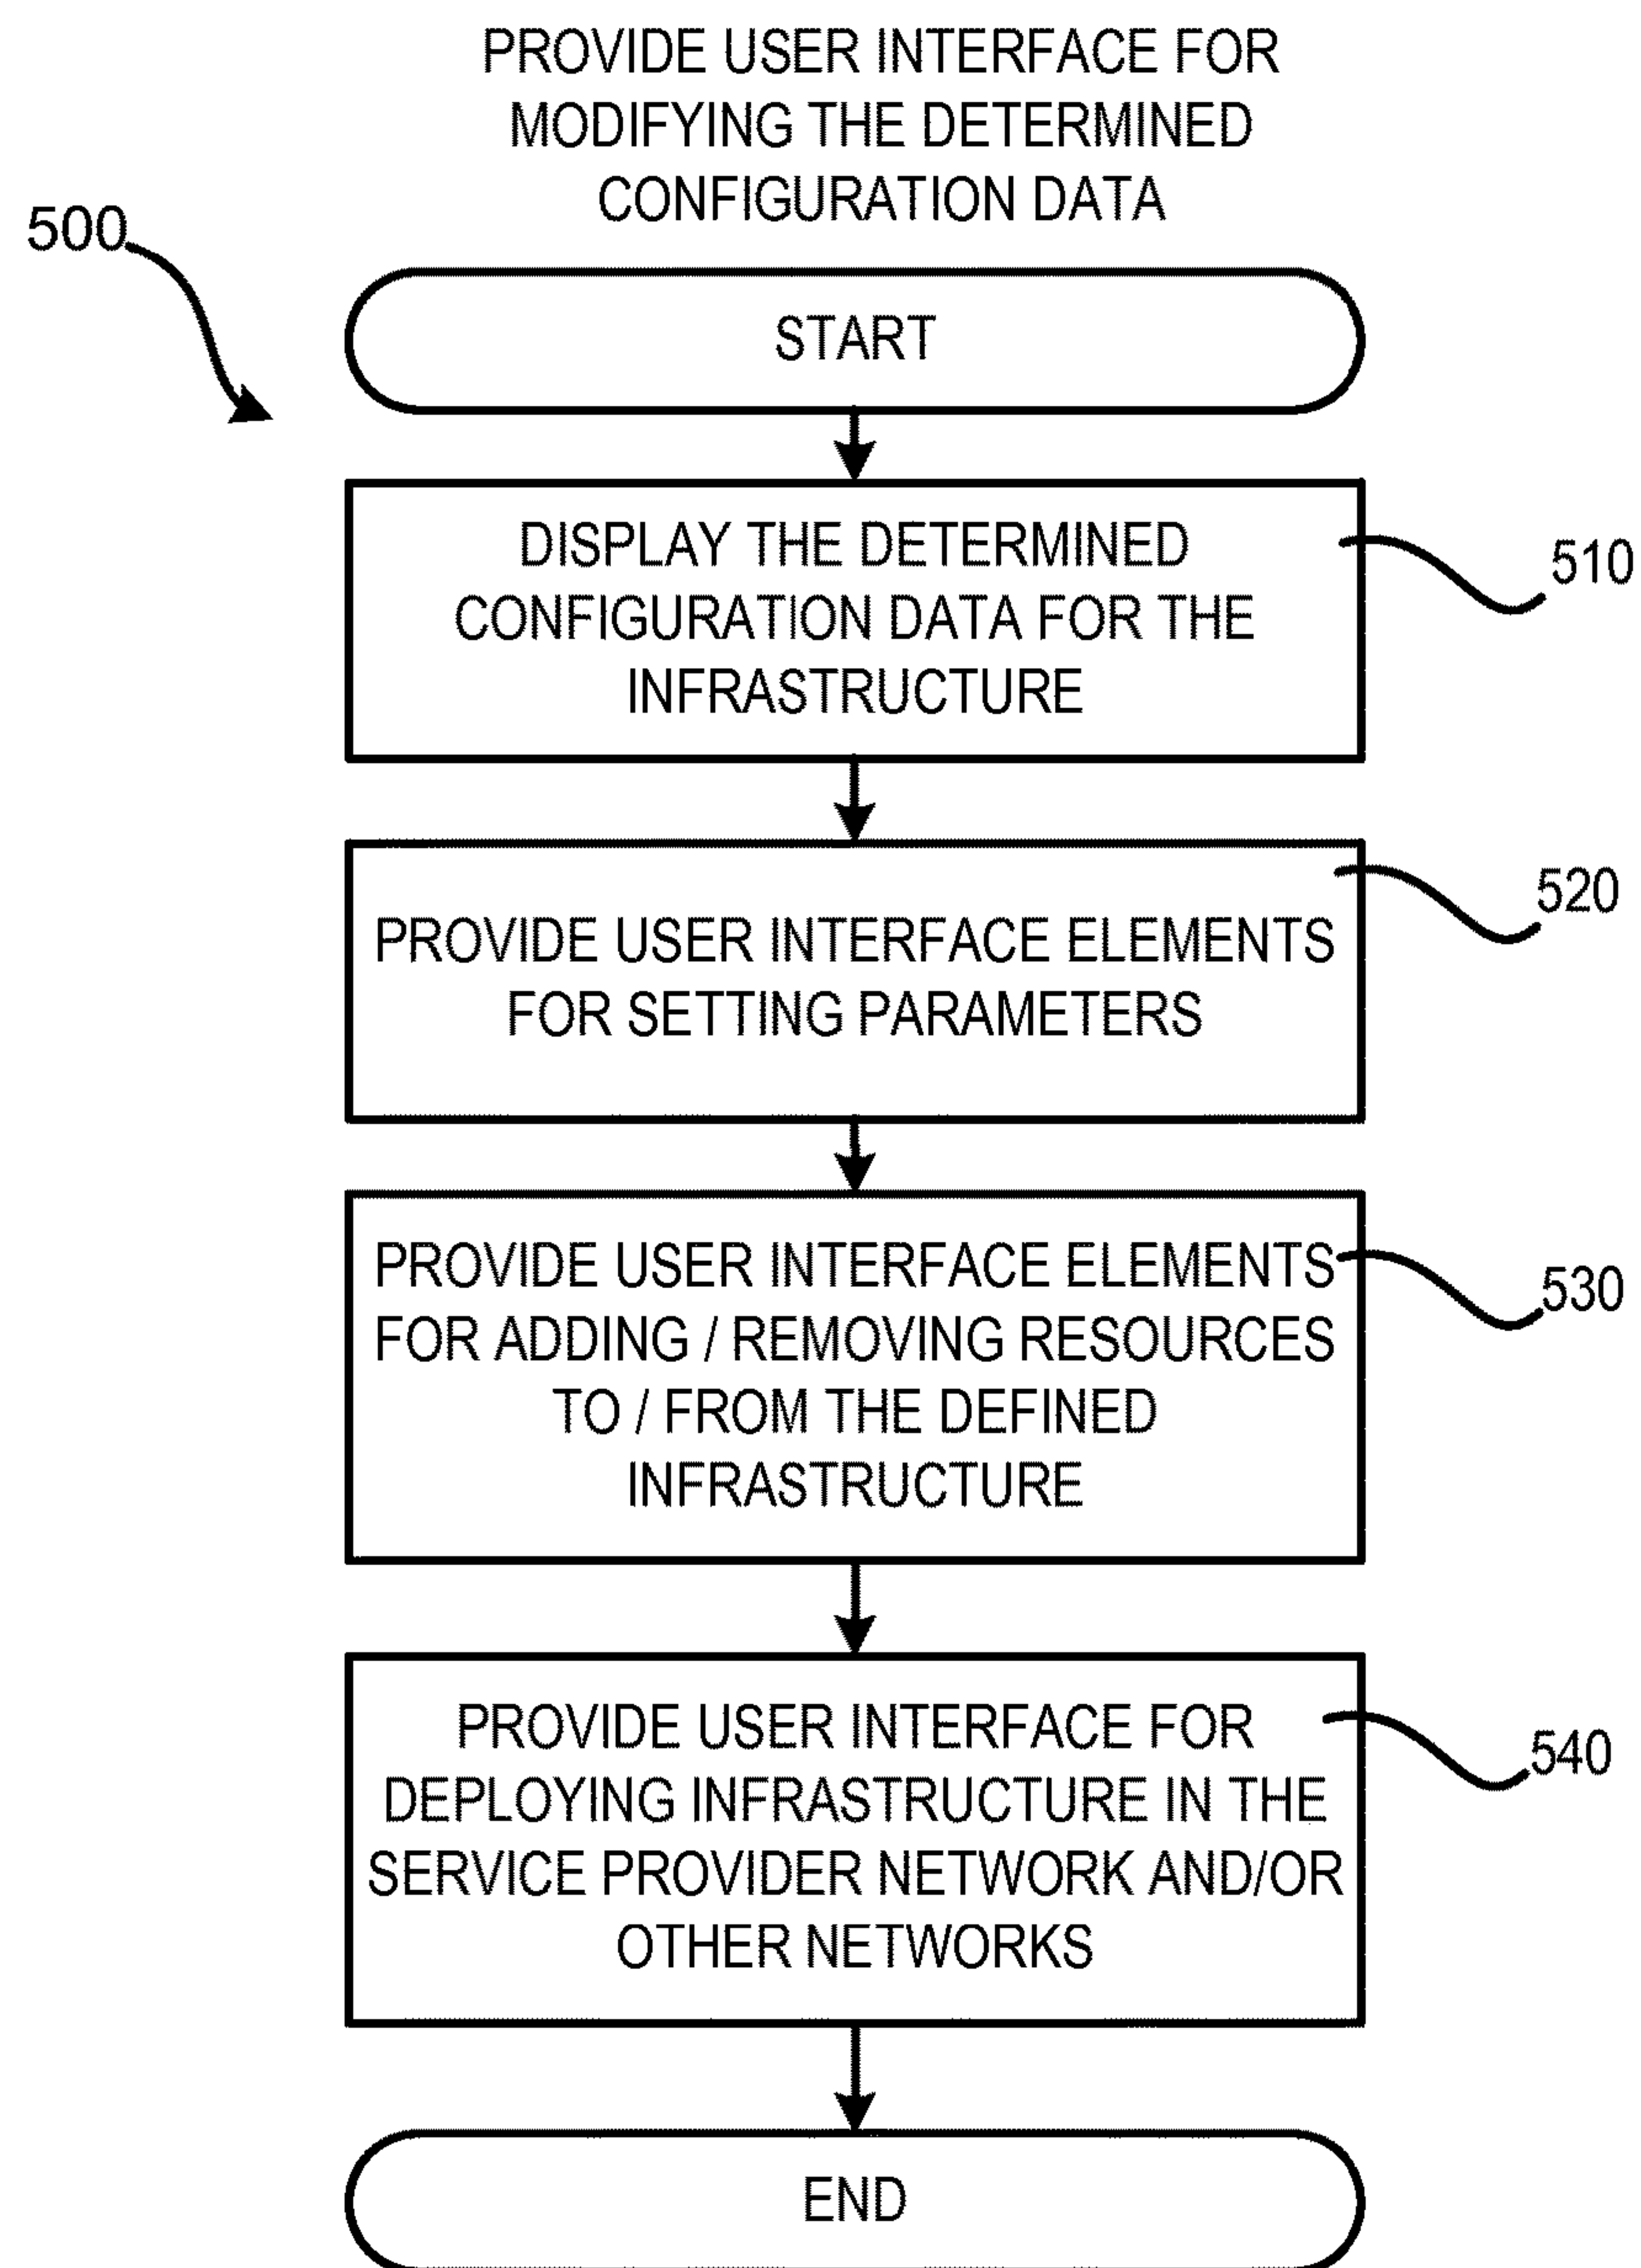 PROVIDE USER INTERFACE FOR
MODIFYING THE DETERMINED
CONFIGURATION DATA
500
START
DISPLAY THE DETERMINED
CONFIGURATION DATA FOR THE
INFRASTRUCTURE
510
PROVIDE USER INTERFACE ELEMENTS
FOR SETTING PARAMETERS
520
PROVIDE USER INTERFACE ELEMENTS
FOR ADDING / REMOVING RESOURCES
TO / FROM THE DEFINED
INFRASTRUCTURE
530
PROVIDE USER INTERFACE FOR
DEPLOYING INFRASTRUCTURE IN THE
SERVICE PROVIDER NETWORK AND/OR
OTHER NETWORKS
540
END